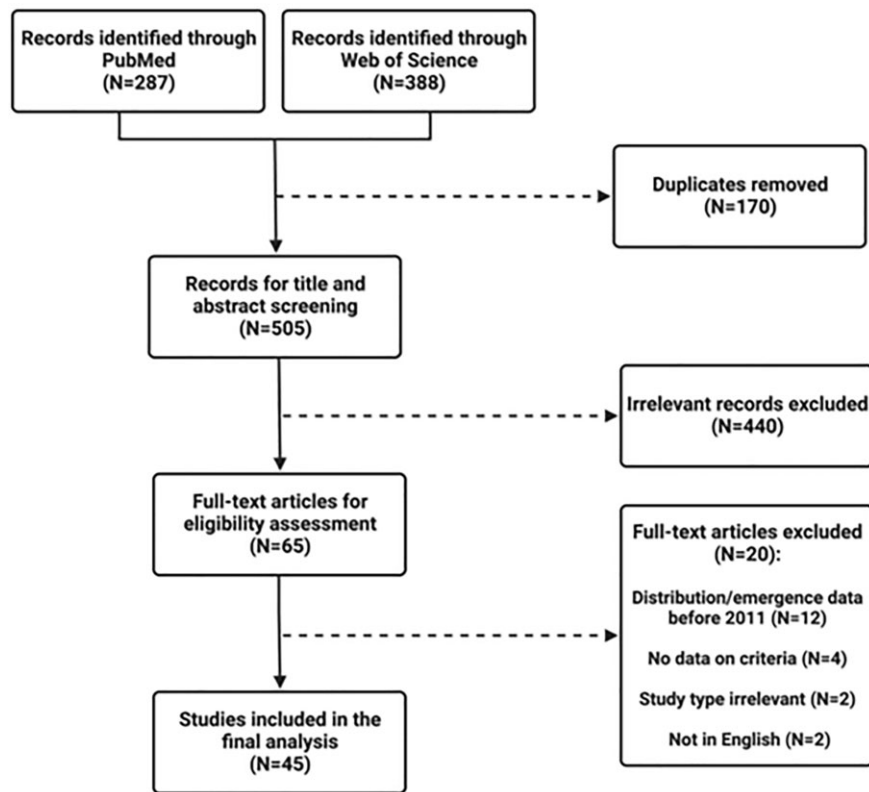 Records identified through
PubMed
(N=287)
Records identified through
Web of Science
(N=388)
Duplicates removed
(N=170)
Records for title and
abstract screening
(N=505)
Irrelevant records excluded
(N=440)
Full-text articles for
eligibility assessment
(N=65)
Full-text articles excluded
(N=20):
Distribution/emergence data
before 2011 (N=12)
No data on criteria (N=4)
Study type irrelevant (N=2)
Not in English (N=2)
Studies included in the
final analysis
(N=45)